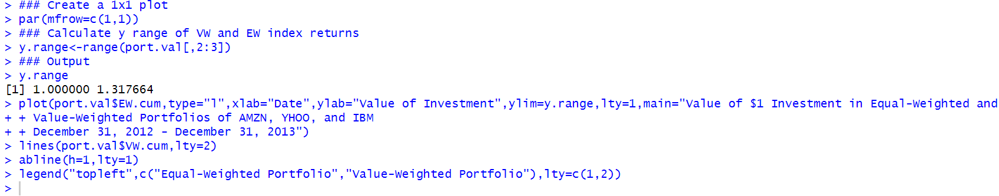 > ### Create a 1x1 plot
> par(mfrow=c(1,1))
> ### Calculate y range of VW and EW index returns
> y.range<-range(port.val[,2:3])
> ### Output
> y.range
[1] 1.000000 1.317664
> plot(port.val$EW.cum,type="l",xlab="Date",ylab="Value of Investment",ylim=y.range,lty=1,main="Value of $1 Investment in Equal-Weighted and
+ + Value-Weighted Portfolios of AMZN, YHOO, and IBM
+ + December 31, 2012 - December 31, 2013")
> lines(port.val$VW.cum,lty=2)
> abline(h=1,lty=1)
> legend("topleft",c("Equal-Weighted Portfolio","Value-Weighted Portfolio"),lty=c(1,2))
>